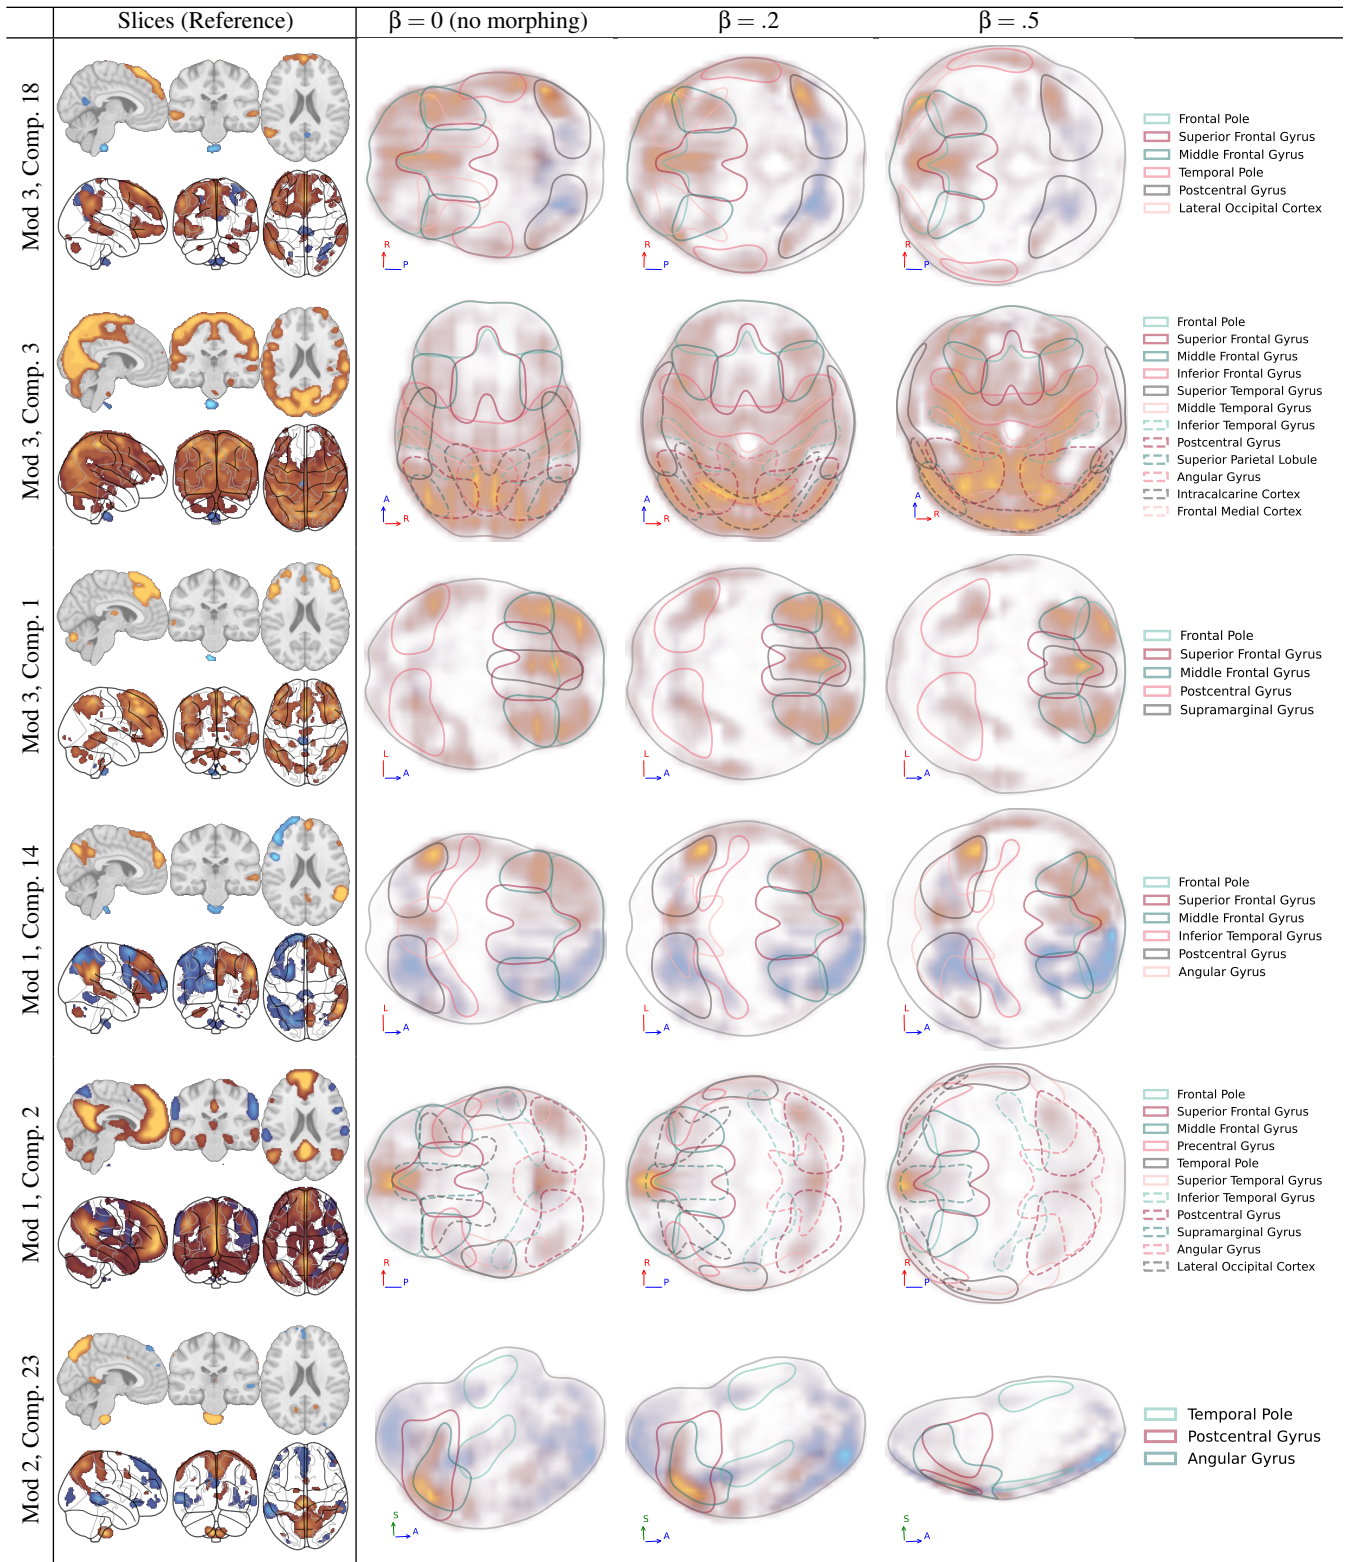 Slices (Reference)
β = 0 (no morphing)
β = .2
β = .5
Mod 3, Comp. 18
R
P
R
P
R
P
Frontal Pole
Superior Frontal Gyrus
Middle Frontal Gyrus
Temporal Pole
Postcentral Gyrus
Lateral Occipital Cortex
Mod 3, Comp. 3
A
R
A
R
A
R
Frontal Pole
Superior Frontal Gyrus
Middle Frontal Gyrus
Inferior Frontal Gyrus
Superior Temporal Gyrus
Middle Temporal Gyrus
Inferior Temporal Gyrus
Postcentral Gyrus
Superior Parietal Lobule
Angular Gyrus
Intracalcarine Cortex
Frontal Medial Cortex
Mod 3, Comp. 1
L
A
L
A
L
A
Frontal Pole
Superior Frontal Gyrus
Middle Frontal Gyrus
Postcentral Gyrus
Supramarginal Gyrus
Mod 1, Comp. 14
L
A
L
A
L
A
Frontal Pole
Superior Frontal Gyrus
Middle Frontal Gyrus
Inferior Temporal Gyrus
Postcentral Gyrus
Angular Gyrus
Mod 1, Comp. 2
R
P
R
P
R
P
Frontal Pole
Superior Frontal Gyrus
Middle Frontal Gyrus
Precentral Gyrus
Temporal Pole
Superior Temporal Gyrus
Inferior Temporal Gyrus
Postcentral Gyrus
Supramarginal Gyrus
Angular Gyrus
Lateral Occipital Cortex
Mod 2, Comp. 23
S
A
S
A
S
A
Temporal Pole
Postcentral Gyrus
Angular Gyrus